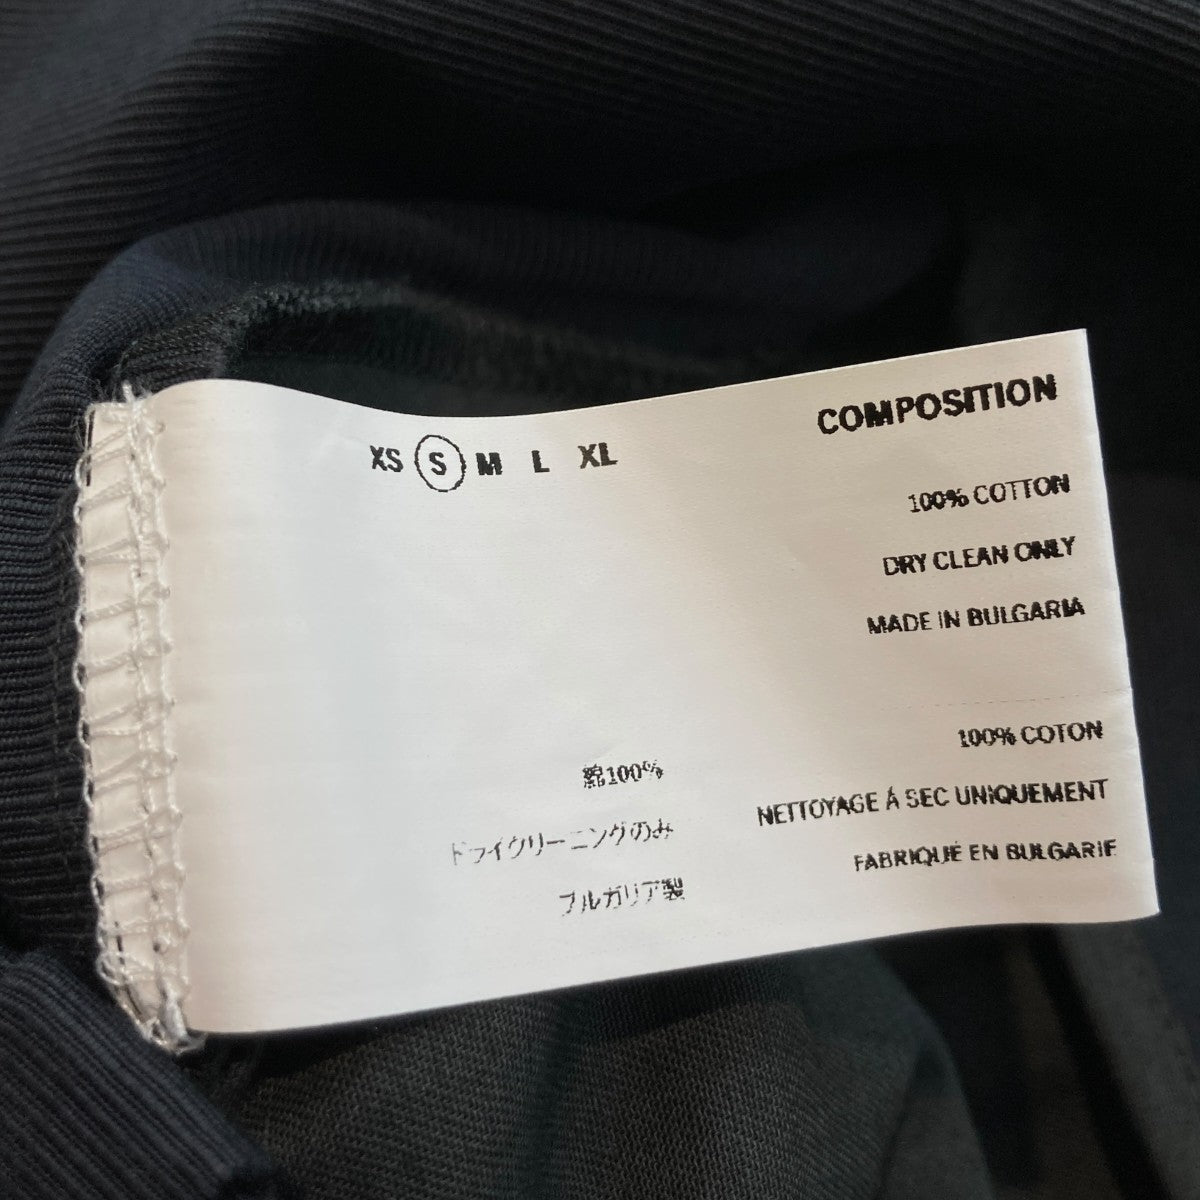 XS S M L XL
COMPOSITION
100% COTTON
DRY CLEAN ONLY
MADE IN BULGARIA
100% COTON
NETTOYAGE Á SEC UNIQUEMENT
FABRIQUÉ EN BULGARIE
綿100%
ドライクリーニングのみ
ブルガリア製